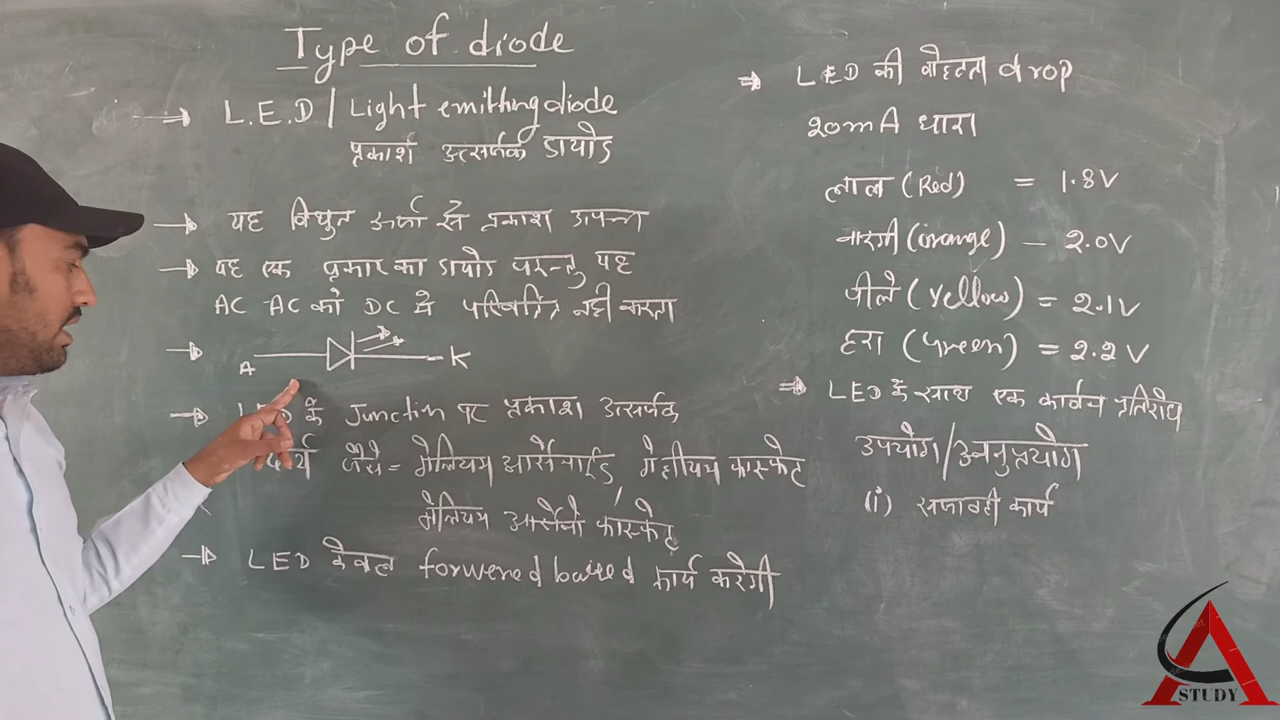 Type of diode
⇒ L.E.D / Light emitting diode
प्रकाश उत्सर्जक डायोड
→ यह विधुत ऊर्जा से प्रकाश उत्पन्न
→ यह एक प्रकार का डायोड परन्तु यह
AC AC को DC मे परिवर्तित नही करता
→ A K
→ LED के Junction पर प्रकाश उत्सर्जक
जैसे = गैलियम आर्सेनाईड गैलीयम फास्फेट
गैलियम आर्सेनो फास्फेट
→ LED केवल forwered baised कार्य करेगी
⇒ LED की वोल्टता drop
20mA धारा
लाल (Red) = 1.8V
नारंगी (orange) - 2.0V
पीले (Yellow) = 2.1V
हरा (Green) = 2.2V
⇒ LED के साथ एक कार्बन प्रतिरोध
उपयोग/अनुप्रयोग
(i) सजावटी कार्य
A STUDY